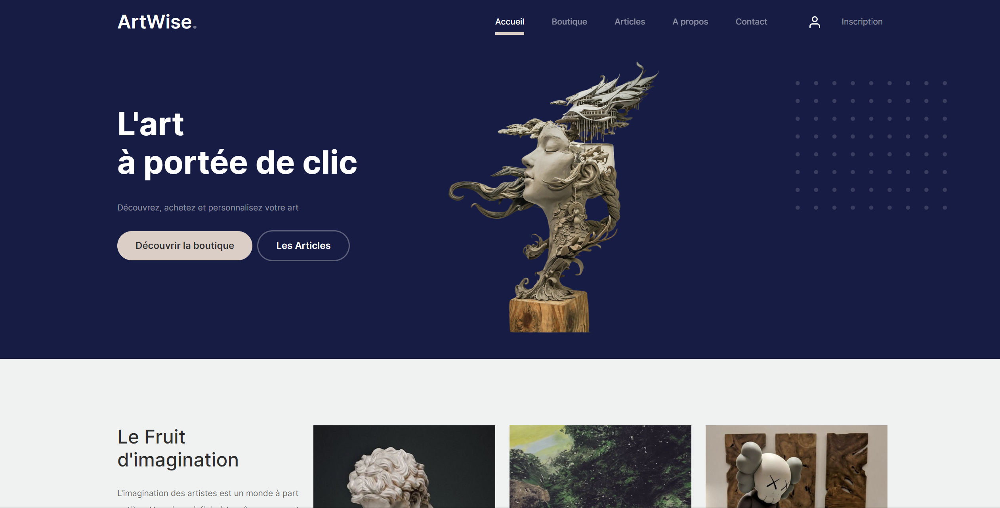 ArtWise.
Accueil
Boutique
Articles
A propos
Contact
Inscription
L'art
à portée de clic
Découvrez, achetez et personnalisez votre art
Découvrir la boutique
Les Articles
Le Fruit
d'imagination
L'imagination des artistes est un monde à part